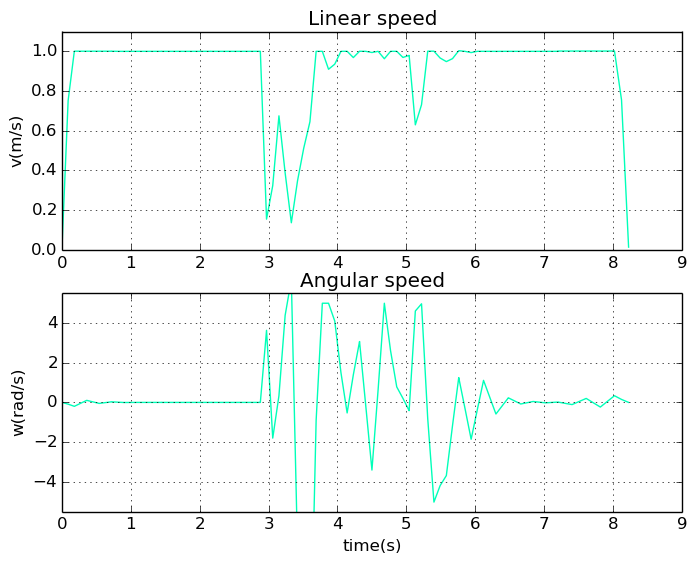 Linear speed
v(m/s)
1.0
0.8
0.6
0.4
0.2
0.0
0 1 2 3 4 5 6 7 8 9
Angular speed
w(rad/s)
4
2
0
−2
−4
0 1 2 3 4 5 6 7 8 9
time(s)